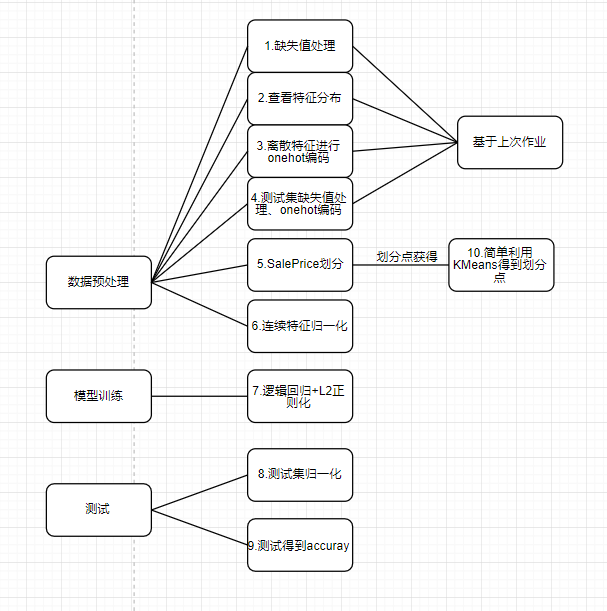 1.缺失值处理
2.查看特征分布
3.离散特征进行
onehot编码
4.测试集缺失值处
理、onehot编码
基于上次作业
数据预处理
5.SalePrice划分
划分点获得
10.简单利用
KMeans得到划分
点
6.连续特征归一化
模型训练
7.逻辑回归+L2正
则化
8.测试集归一化
测试
9.测试得到accuray